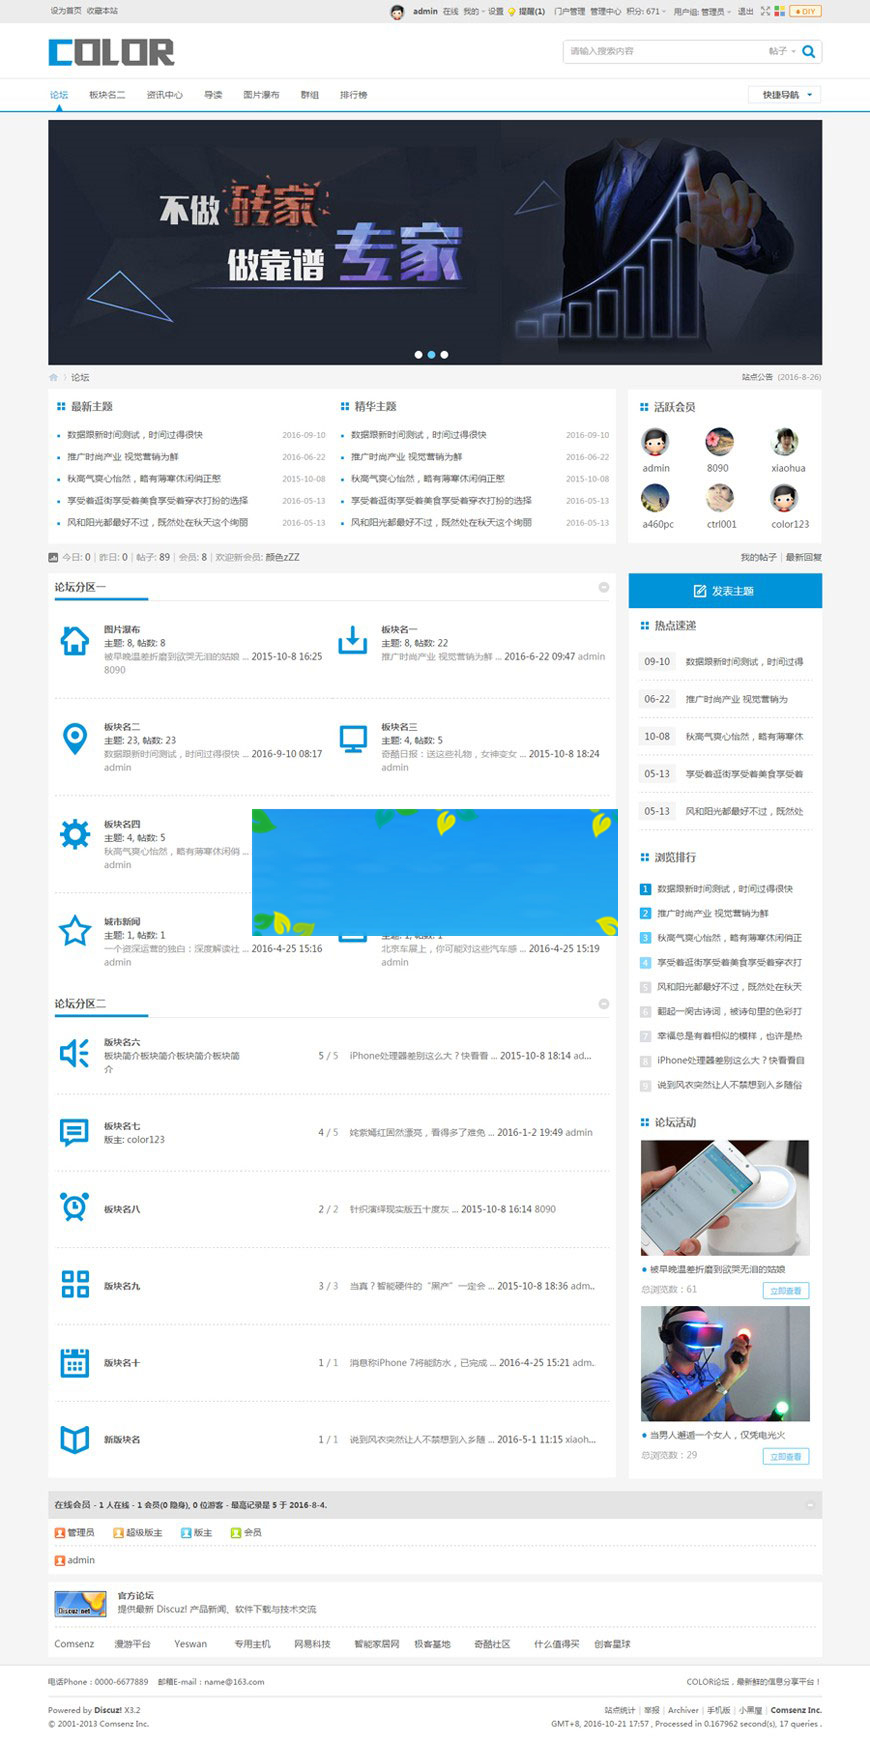 设为首页 收藏本站
admin 在线 我的 设置 提醒(1) 门户管理 管理中心 积分: 671 用户组: 管理员 退出 DIY
COLOR
请输入搜索内容 帖子
论坛 板块名二 资讯中心 导读 图片瀑布 群组 排行榜 快捷导航
不做 砖家
做靠谱 专家
论坛 站点公告 (2016-8-26)
最新主题
数据跟新时间测试，时间过得很快 2016-09-10
推广时尚产业 视觉营销为鲜 2016-06-22
秋高气爽心怡然，略有薄寒休闲俏正憨 2015-10-08
享受着逛街享受着美食享受着穿衣打扮的选择 2016-05-13
风和阳光都最好不过，既然处在秋天这个绚丽 2016-05-13
精华主题
数据跟新时间测试，时间过得很快 2016-09-10
推广时尚产业 视觉营销为鲜 2016-06-22
秋高气爽心怡然，略有薄寒休闲俏正憨 2015-10-08
享受着逛街享受着美食享受着穿衣打扮的选择 2016-05-13
风和阳光都最好不过，既然处在秋天这个绚丽 2016-05-13
活跃会员
admin 8090 xiaohua
a460pc ctrl001 color123
今日: 0 | 昨日: 0 | 帖子: 89 | 会员: 8 | 欢迎新会员: 颜色zZZ
我的帖子 | 最新回复
论坛分区一
图片瀑布
主题: 8, 帖数: 8
被早晚温差折磨到欲哭无泪的姑娘 ... 2015-10-8 16:25
8090
板块名一
主题: 8, 帖数: 22
推广时尚产业 视觉营销为鲜 ... 2016-6-22 09:47 admin
板块名二
主题: 23, 帖数: 23
数据跟新时间测试，时间过得很快 ... 2016-9-10 08:17
admin
板块名三
主题: 4, 帖数: 5
奇酷日报：送这些礼物，女神变女 ... 2015-10-8 18:24
admin
板块名四
主题: 4, 帖数: 5
秋高气爽心怡然，略有薄寒休闲俏 ...
admin
城市新闻
主题: 1, 帖数: 1
一个资深运营的独白：深度解读社 ... 2016-4-25 15:16
admin
主题: 1, 帖数: 1
北京车展上，你可能对这些汽车感 ... 2016-4-25 15:19
admin
论坛分区二
版块名六
板块简介板块简介板块简介板块简
介
5 / 5 iPhone处理器差别这么大？快看看 ... 2015-10-8 18:14 ad...
板块名七
版主: color123
4 / 5 姹紫嫣红固然漂亮，看得多了难免 ... 2016-1-2 19:49 admin
板块名八
2 / 2 针织演绎现实版五十度灰 ... 2015-10-8 16:14 8090
版块名九
3 / 3 当真？智能硬件的“黑产”一定会 ... 2015-10-8 18:36 adm..
版块名十
1 / 1 消息称iPhone 7将能防水，已完成 ... 2016-4-25 15:21 adm.
新版块名
1 / 1 说到风衣突然让人不禁想到入乡随 ... 2016-5-1 11:15 xiaoh...
发表主题
热点速递
09-10 数据跟新时间测试，时间过得
06-22 推广时尚产业 视觉营销为
10-08 秋高气爽心怡然，略有薄寒休
05-13 享受着逛街享受着美食享受着
05-13 风和阳光都最好不过，既然处
浏览排行
1 数据跟新时间测试，时间过得很快
2 推广时尚产业 视觉营销为鲜
3 秋高气爽心怡然，略有薄寒休闲俏正
4 享受着逛街享受着美食享受着穿衣打
5 风和阳光都最好不过，既然处在秋天
6 翻起一阕古诗词，被诗句里的色彩打
7 幸福总是有着相似的模样，也许是热
8 iPhone处理器差别这么大？快看看自
9 说到风衣突然让人不禁想到入乡随俗
论坛活动
被早晚温差折磨到欲哭无泪的姑娘
总浏览数：61 立即查看
当男人邂逅一个女人，仅凭电光火
总浏览数：29 立即查看
在线会员 - 1 人在线 - 1 会员(0 隐身), 0 位游客 - 最高记录是 5 于 2016-8-4.
管理员 超级版主 版主 会员
admin
Discuz!net
官方论坛
提供最新 Discuz! 产品新闻、软件下载与技术交流
Comsenz 漫游平台 Yeswan 专用主机 网易科技 智能家居网 极客基地 奇酷社区 什么值得买 创客星球
电话Phone：0000-6677889 邮箱E-mail：name@163.com
COLOR论坛，最新鲜的信息分享平台！
Powered by Discuz! X3.2
© 2001-2013 Comsenz Inc.
站点统计 | 举报 | Archiver | 手机版 | 小黑屋 | Comsenz Inc.
GMT+8, 2016-10-21 17:57 , Processed in 0.167962 second(s), 17 queries .